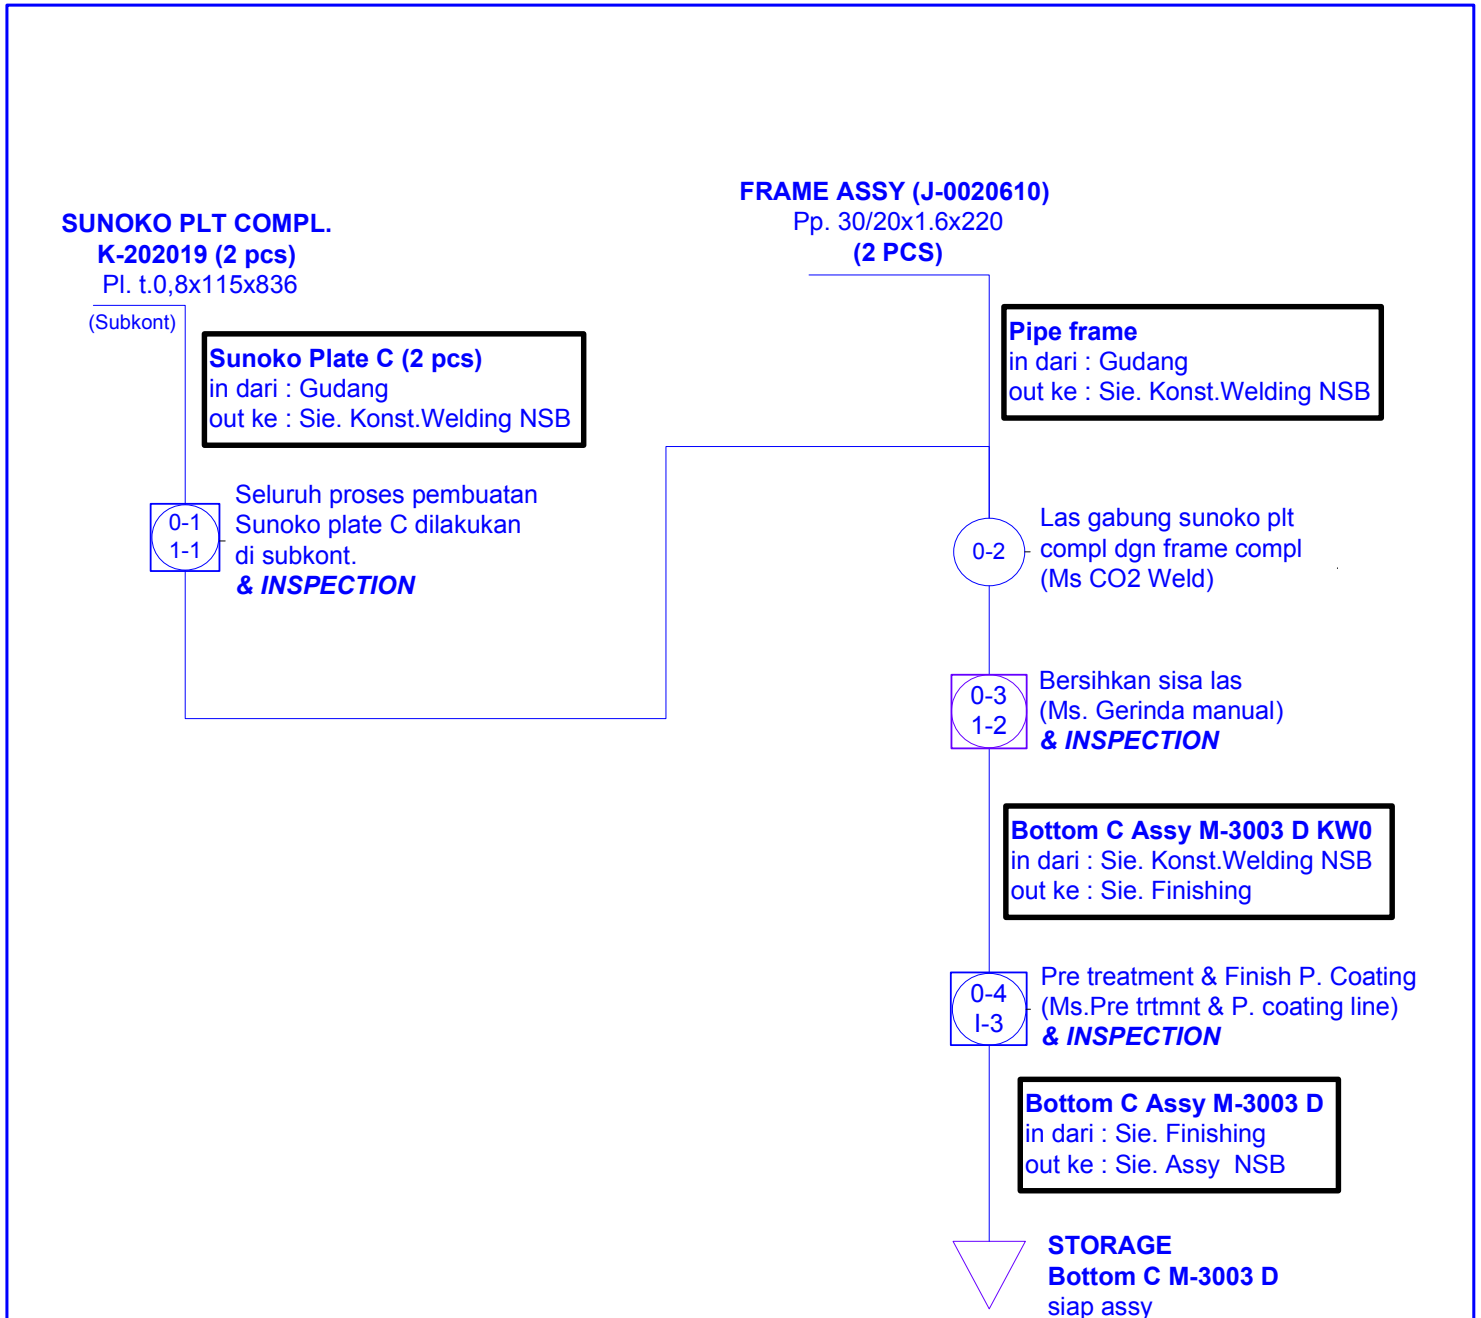 SUNOKO PLT COMPL.
K-202019 (2 pcs)
Pl. t.0,8x115x836
(Subkont)
Sunoko Plate C (2 pcs)
in dari : Gudang
out ke : Sie. Konst.Welding NSB
0-1
1-1
Seluruh proses pembuatan
Sunoko plate C dilakukan
di subkont.
& INSPECTION
FRAME ASSY (J-0020610)
Pp. 30/20x1.6x220
(2 PCS)
Pipe frame
in dari : Gudang
out ke : Sie. Konst.Welding NSB
0-2
Las gabung sunoko plt
compl dgn frame compl
(Ms CO2 Weld)
0-3
1-2
Bersihkan sisa las
(Ms. Gerinda manual)
& INSPECTION
Bottom C Assy M-3003 D KW0
in dari : Sie. Konst.Welding NSB
out ke : Sie. Finishing
0-4
I-3
Pre treatment & Finish P. Coating
(Ms.Pre trtmnt & P. coating line)
& INSPECTION
Bottom C Assy M-3003 D
in dari : Sie. Finishing
out ke : Sie. Assy  NSB
STORAGE
Bottom C M-3003 D
siap assy